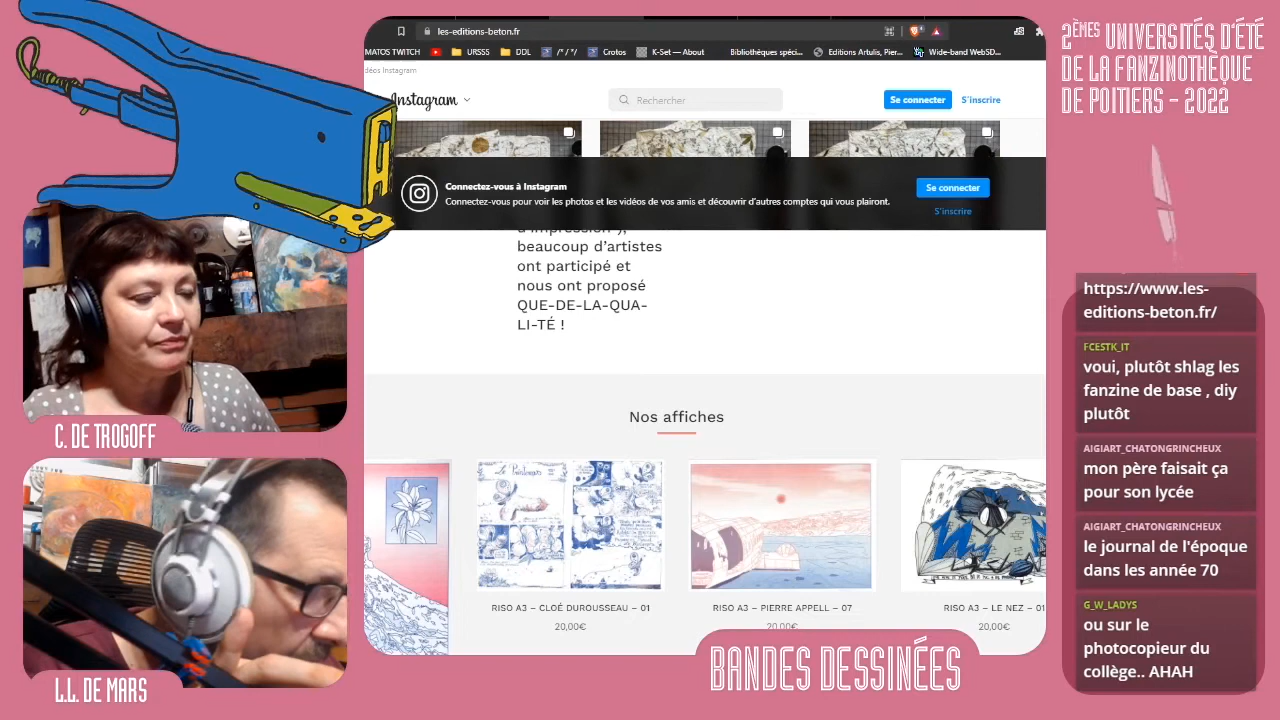 les-editions-beton.fr
MATOS TWITCH
URSSS
DDL
/*/*/
Crotos
K-Set — About
Bibliothèques spéci...
Editions Artulis, Pier...
Wide-band WebSD...
déos Instagram
Instagram
Rechercher
Se connecter
S'inscrire
Connectez-vous à Instagram
Connectez-vous pour voir les photos et les vidéos de vos amis et découvrir d'autres comptes qui vous plairont.
Se connecter
S'inscrire
d'impression ),
beaucoup d'artistes
ont participé et
nous ont proposé
QUE-DE-LA-QUA-
LI-TÉ !
Nos affiches
RISO A3 – CLOÉ DUROUSSEAU – 01
20,00€
RISO A3 – PIERRE APPELL – 07
20,00€
RISO A3 – LE NEZ – 01
20,00€
BANDES DESSINÉES
C. DE TROGOFF
L.L. DE MARS
2ÈMES UNIVERSITÉS D'ÉTÉ
DE LA FANZINOTHÈQUE
DE POITIERS - 2022
https://www.les-
editions-beton.fr/
FCESTK_IT
voui, plutôt shlag les
fanzine de base , diy
plutôt
AIGIART_CHATONGRINCHEUX
mon père faisait ça
pour son lycée
AIGIART_CHATONGRINCHEUX
le journal de l'époque
dans les année 70
G_W_LADYS
ou sur le
photocopieur du
collège.. AHAH